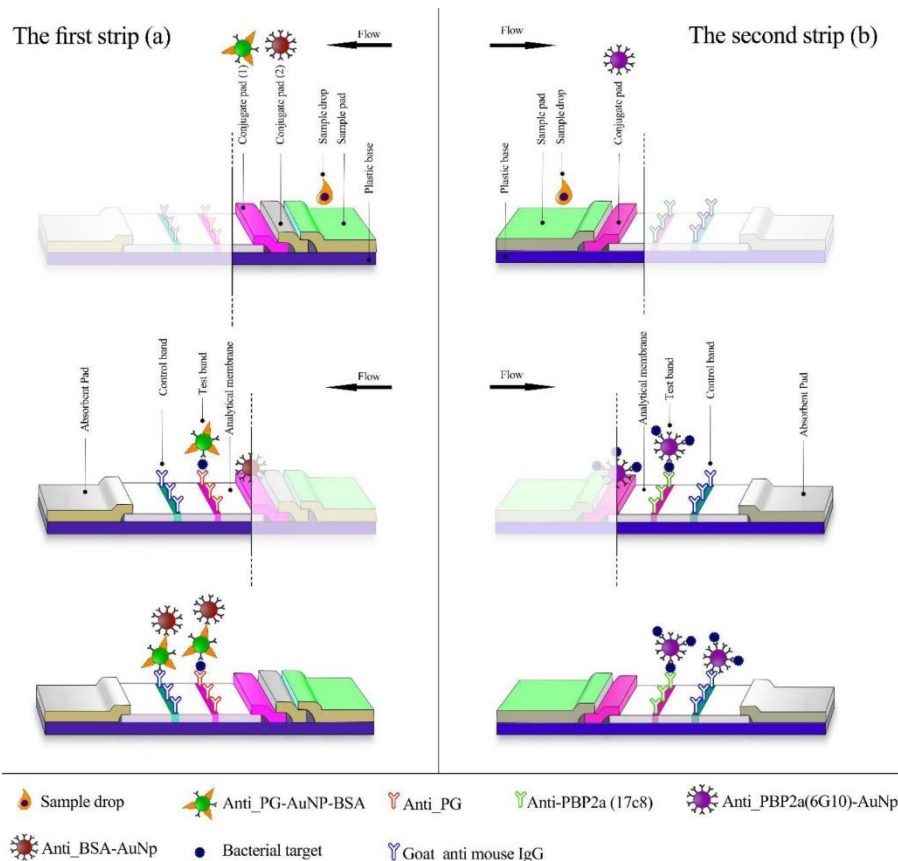 The first strip (a)
Flow
Conjugate pad (1)
Conjugate pad (2)
Sample drop
Sample pad
Plastic base
Flow
The second strip (b)
Plastic base
Sample pad
Sample drop
Conjugate pad
Absorbent Pad
Control band
Test band
Analytical membrane
Flow
Flow
Analytical membrane
Test band
Control band
Absorbent Pad
Sample drop
Anti_PG-AuNP-BSA
Anti_PG
Anti-PBP2a (17c8)
Anti_PBP2a(6G10)-AuNp
Anti_BSA-AuNp
Bacterial target
Goat_anti mouse IgG